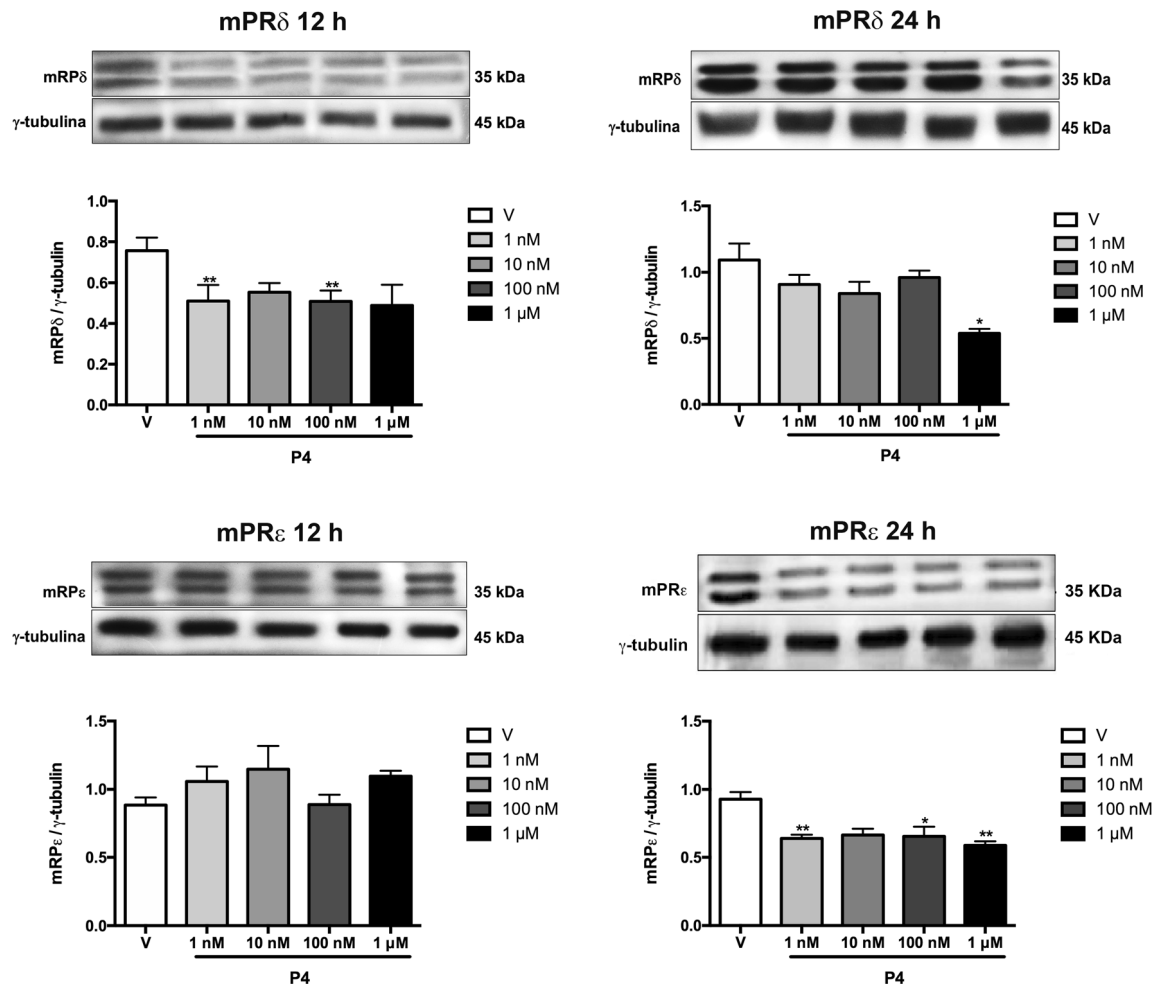 mPRδ 12 h
mRPδ
35 kDa
γ-tubulina
45 kDa
mRPδ / γ-tubulin
1.0
0.8
0.6
0.4
0.2
0.0
** **
V 1 nM 10 nM 100 nM 1 µM
P4
V
1 nM
10 nM
100 nM
1 µM
mPRδ 24 h
mRPδ
35 kDa
γ-tubulina
45 kDa
mRPδ / γ-tubulin
1.5
1.0
0.5
0.0
*
V 1 nM 10 nM 100 nM 1 µM
P4
V
1 nM
10 nM
100 nM
1 µM
mPRε 12 h
mRPε
35 kDa
γ-tubulina
45 kDa
mRPε / γ-tubulin
1.5
1.0
0.5
0.0
V 1 nM 10 nM 100 nM 1 µM
P4
V
1 nM
10 nM
100 nM
1 µM
mPRε 24 h
mPRε
35 KDa
γ-tubulin
45 KDa
mRPε / γ-tubulin
1.5
1.0
0.5
0.0
** * **
V 1 nM 10 nM 100 nM 1 µM
P4
V
1 nM
10 nM
100 nM
1 µM